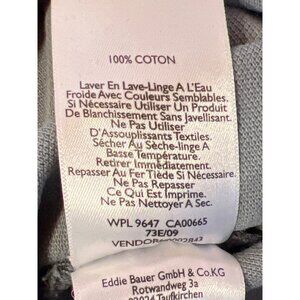 100% COTON
Laver En Lave-Linge A L'Eau
Froide Avec Couleurs Semblables.
Si Nécessaire Utiliser Un Produit
De Blanchissement Sans Javellisant.
Ne Pas Utiliser
D'Assouplissants Textiles.
Sécher Au Sèche-linge A
Basse Température.
Retirer Immédiatement.
Repasser Au Fer Tiède Si Nécessaire.
Ne Pas Repasser
Ce Qui Est Imprime.
Ne Pas Nettoyer A Sec.
WPL 9647 CA00665
73E/09
VENDOR
Eddie Bauer GmbH & Co.KG
Rotwandweg 3a
Taufkirchen